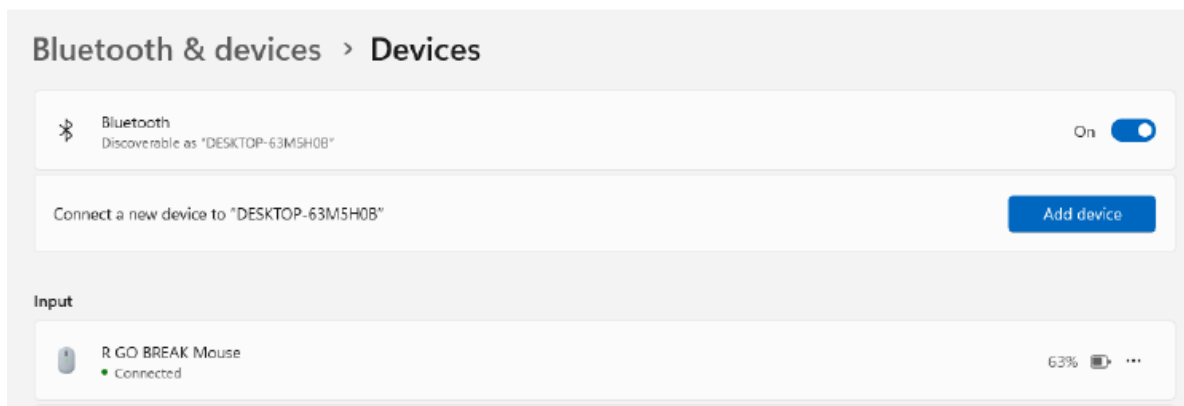 Bluetooth & devices > Devices
Bluetooth
Discoverable as "DESKTOP-63M5H0B"
On
Connect a new device to "DESKTOP-63M5H0B"
Add device
Input
R GO BREAK Mouse
Connected
63%